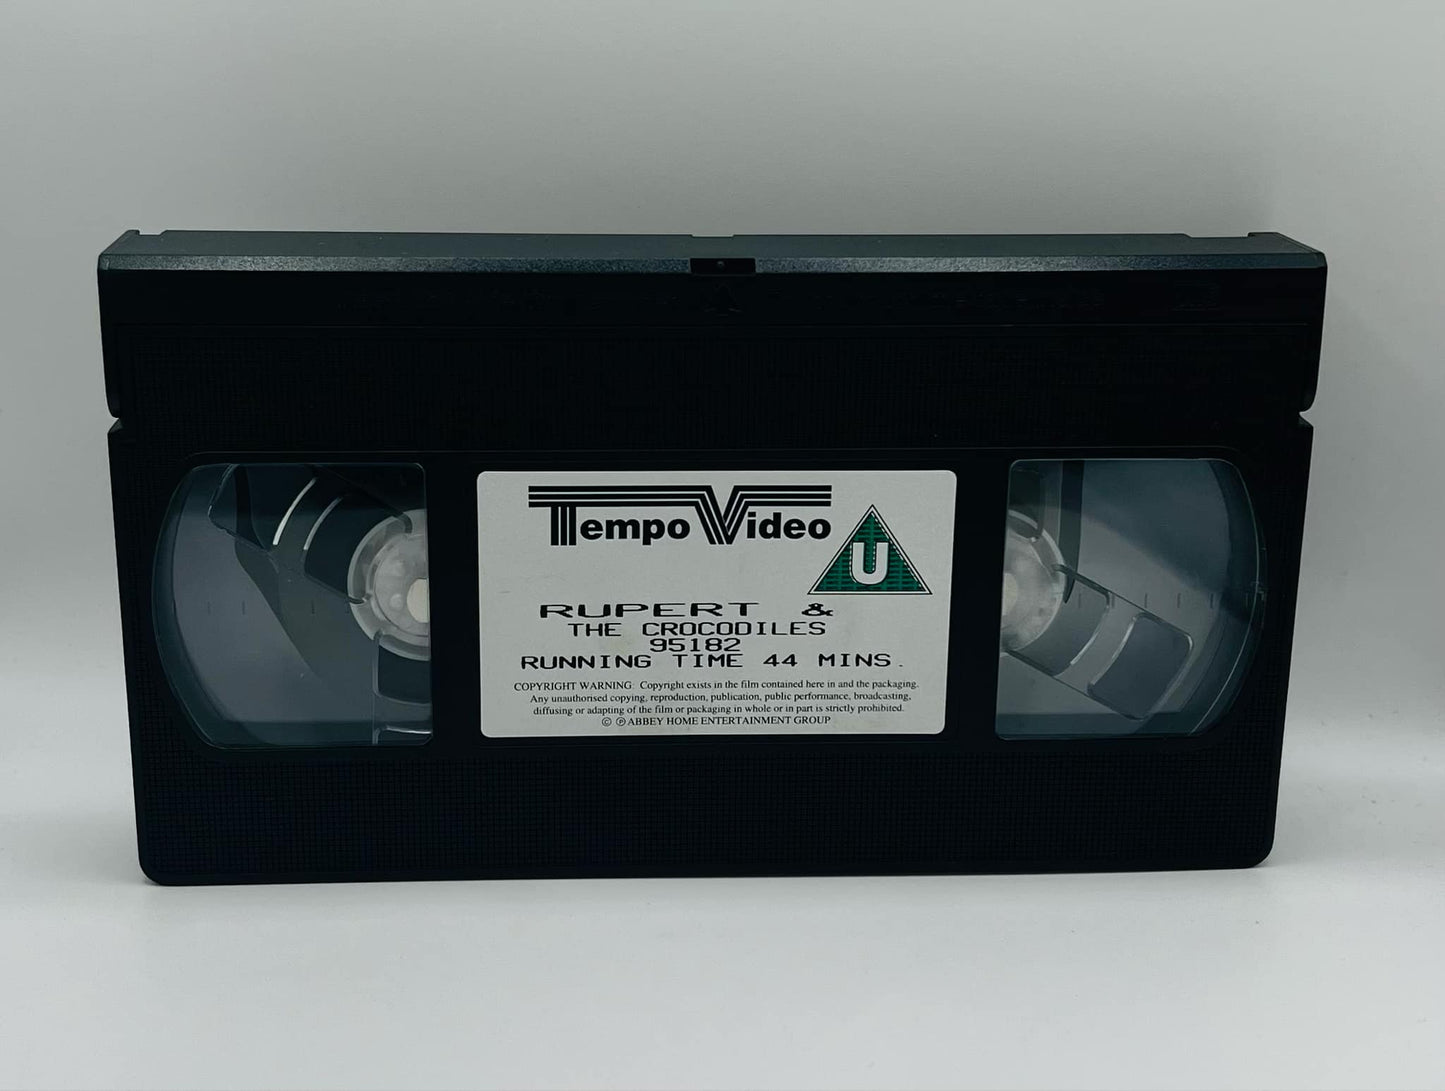 Tempo Video
U
RUPERT &
THE CROCODILES
95182
RUNNING TIME 44 MINS.
COPYRIGHT WARNING: Copyright exists in the film contained here in and the packaging.
Any unauthorised copying, reproduction, publication, public performance, broadcasting,
diffusing or adapting of the film or packaging in whole or in part is strictly prohibited.
© ℗ ABBEY HOME ENTERTAINMENT GROUP